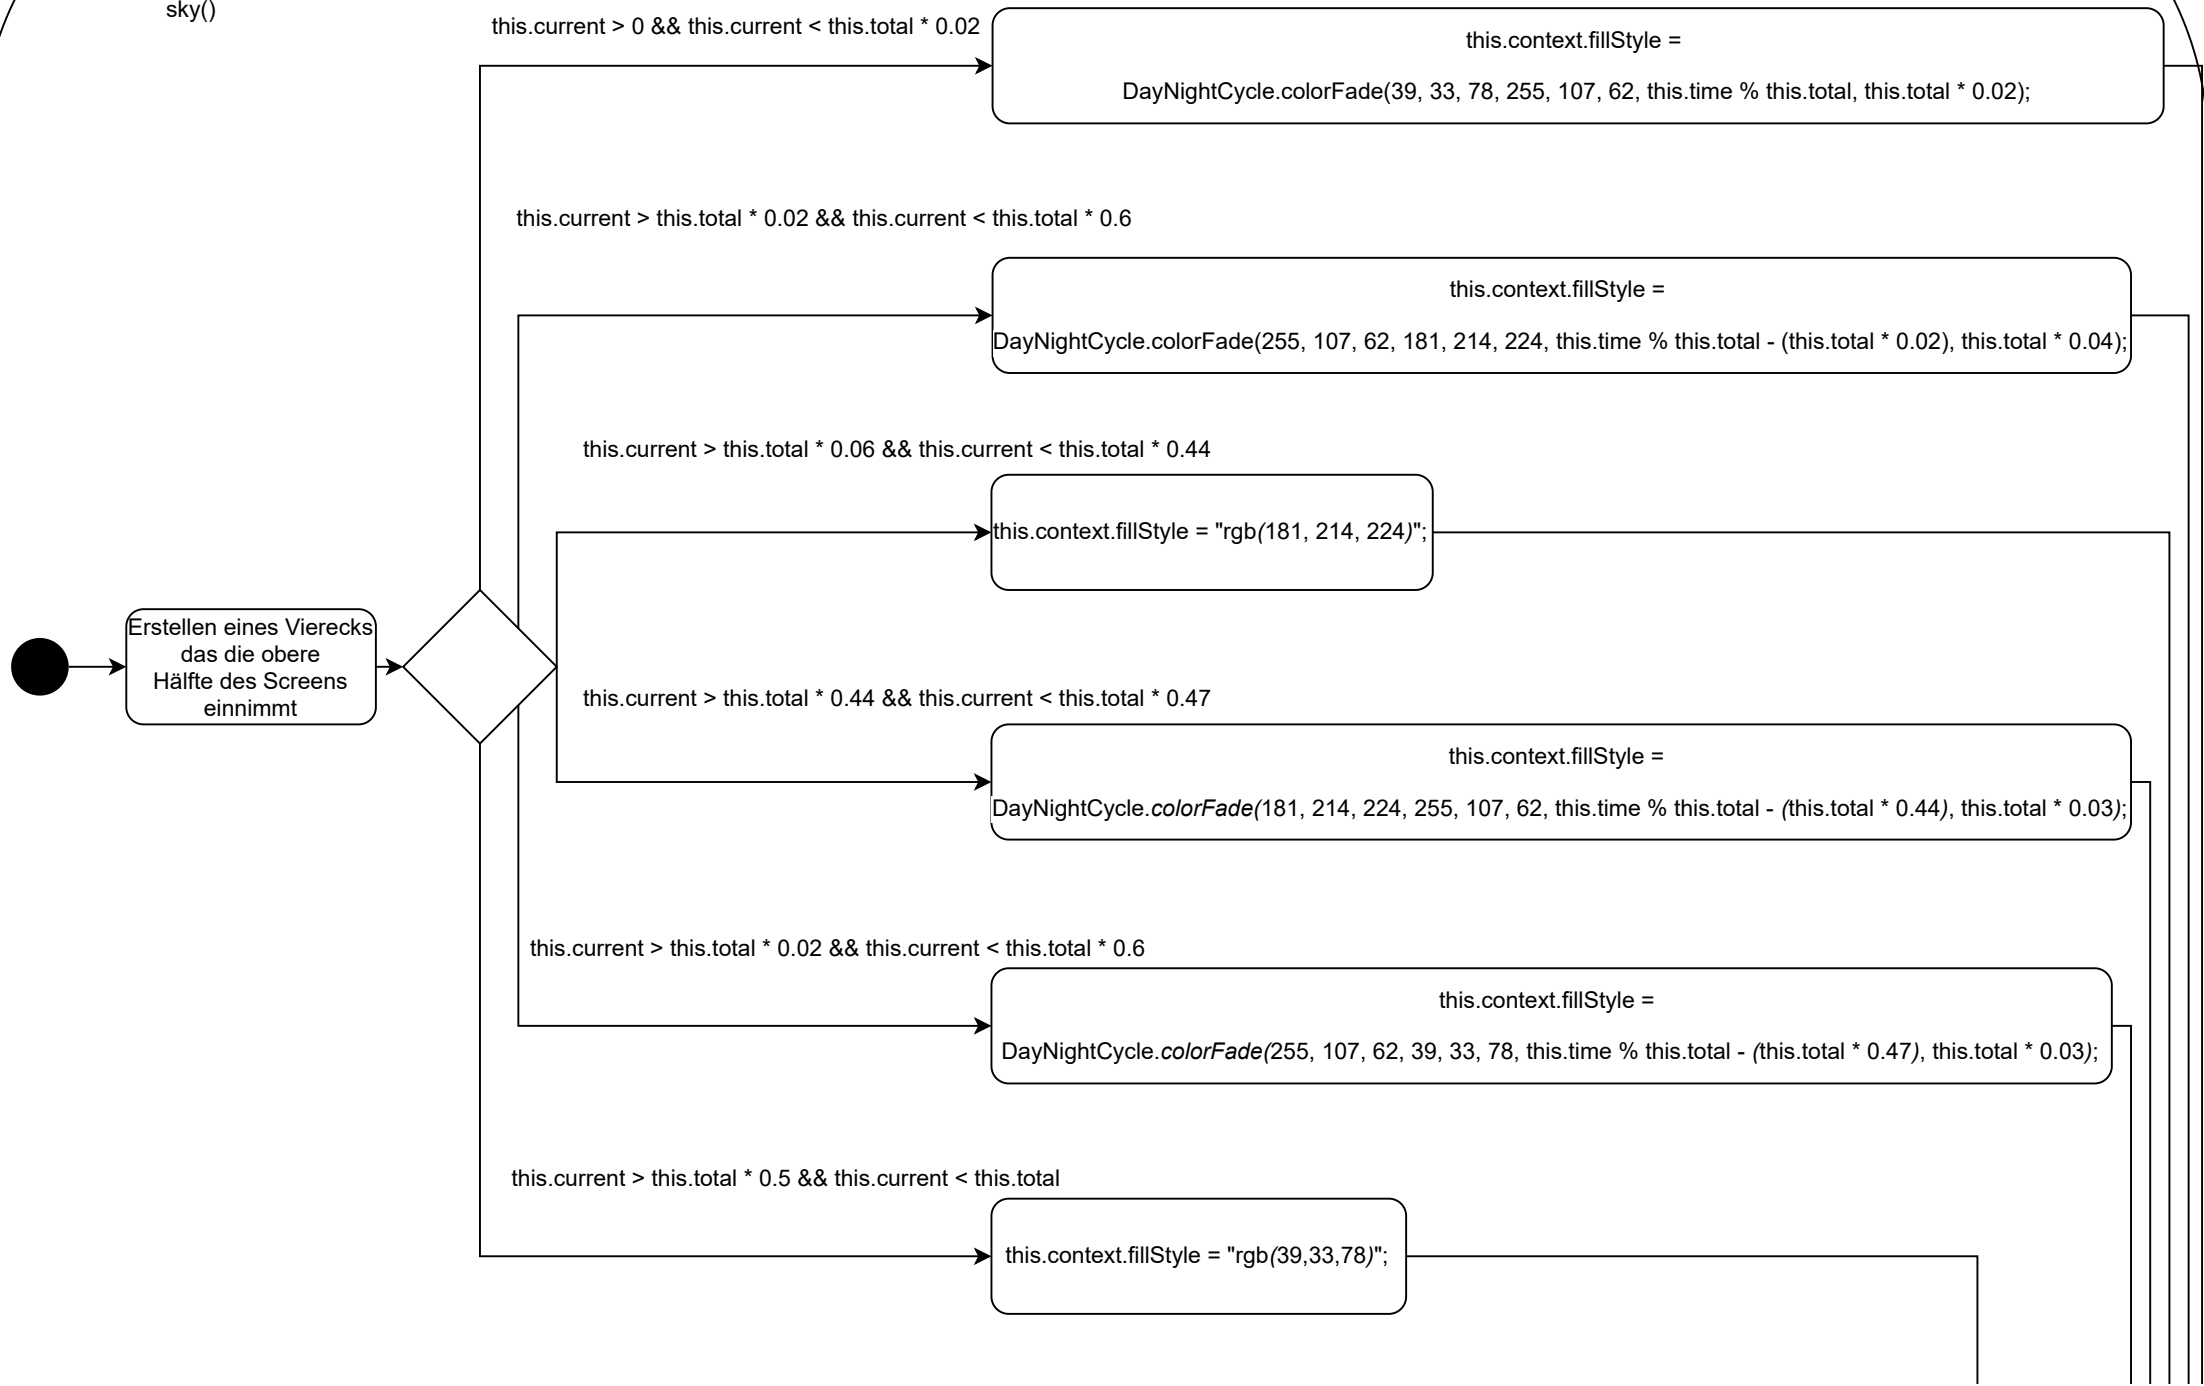 sky()
this.current > 0 && this.current < this.total * 0.02
this.context.fillStyle =
DayNightCycle.colorFade(39, 33, 78, 255, 107, 62, this.time % this.total, this.total * 0.02);
this.current > this.total * 0.02 && this.current < this.total * 0.6
this.context.fillStyle =
DayNightCycle.colorFade(255, 107, 62, 181, 214, 224, this.time % this.total - (this.total * 0.02), this.total * 0.04);
this.current > this.total * 0.06 && this.current < this.total * 0.44
this.context.fillStyle = "rgb(181, 214, 224)";
Erstellen eines Vierecks
das die obere
Hälfte des Screens
einnimmt
this.current > this.total * 0.44 && this.current < this.total * 0.47
this.context.fillStyle =
DayNightCycle.colorFade(181, 214, 224, 255, 107, 62, this.time % this.total - (this.total * 0.44), this.total * 0.03);
this.current > this.total * 0.02 && this.current < this.total * 0.6
this.context.fillStyle =
DayNightCycle.colorFade(255, 107, 62, 39, 33, 78, this.time % this.total - (this.total * 0.47), this.total * 0.03);
this.current > this.total * 0.5 && this.current < this.total
this.context.fillStyle = "rgb(39,33,78)";